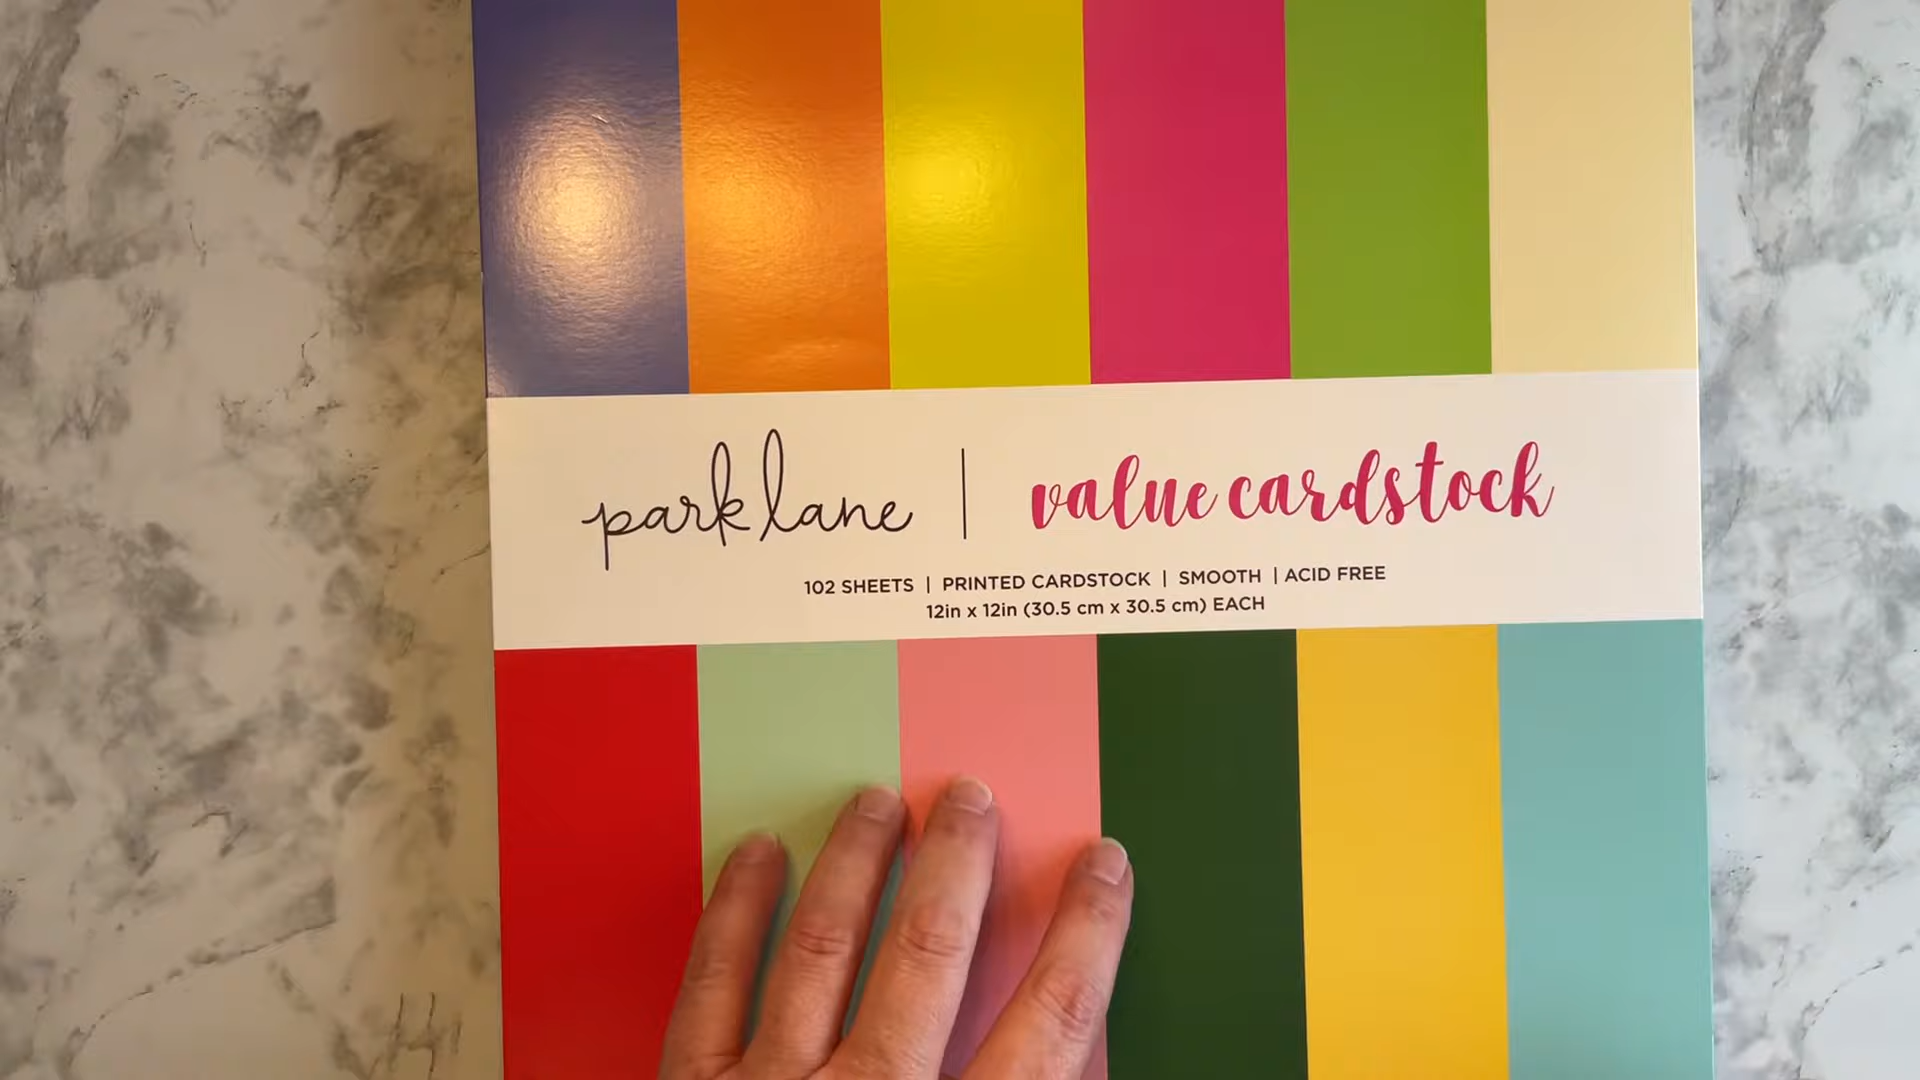 park lane | value cardstock
102 SHEETS | PRINTED CARDSTOCK | SMOOTH | ACID FREE
12in x 12in (30.5 cm x 30.5 cm) EACH